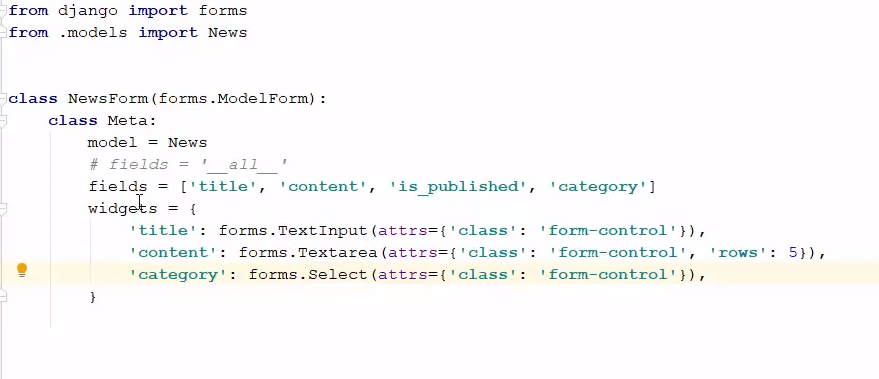 from django import forms
from .models import News
class NewsForm(forms.ModelForm):
    class Meta:
        model = News
        # fields = '__all__'
        fields = ['title', 'content', 'is_published', 'category']
        widgets = {
            'title': forms.TextInput(attrs={'class': 'form-control'}),
            'content': forms.Textarea(attrs={'class': 'form-control', 'rows': 5}),
            'category': forms.Select(attrs={'class': 'form-control'}),
        }